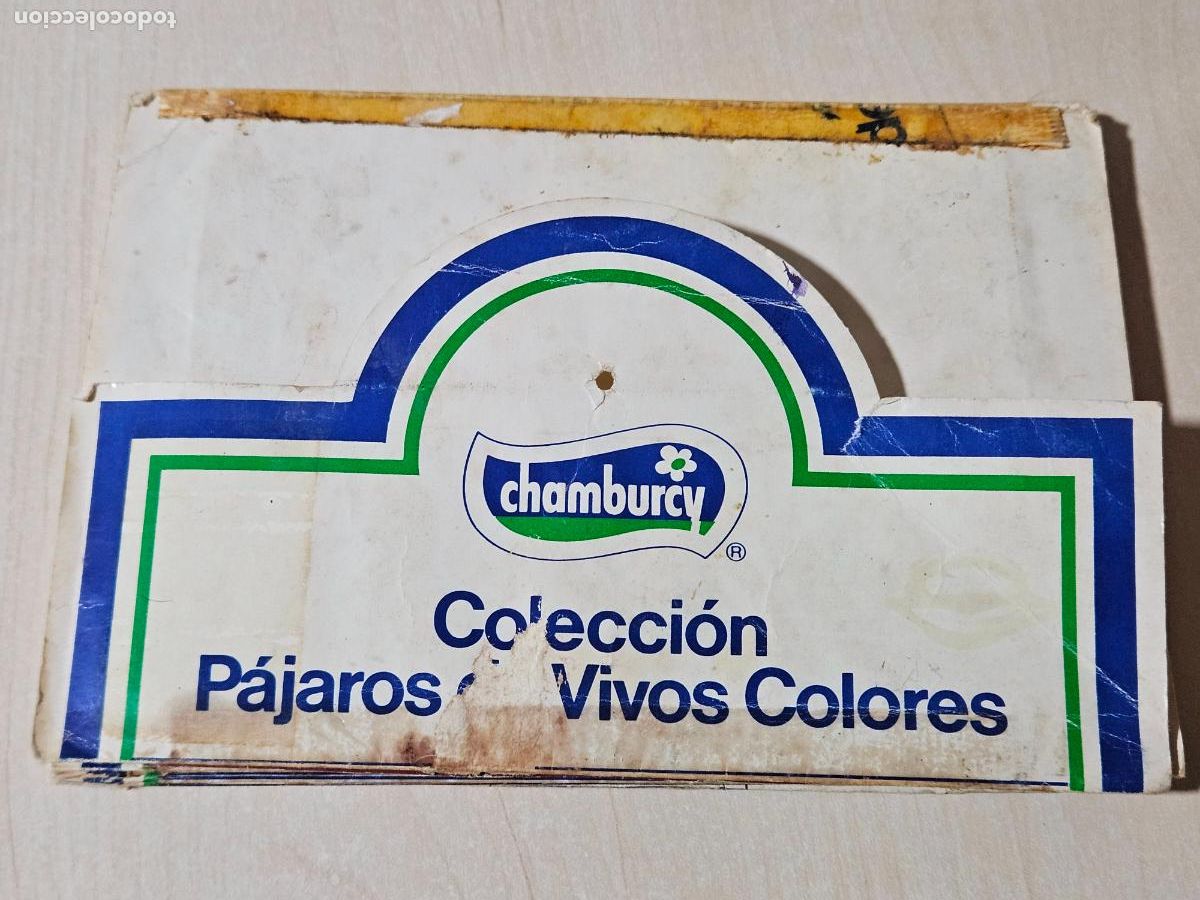 todocoleccion
chamburcy
®
Colección
Pájaros Vivos Colores